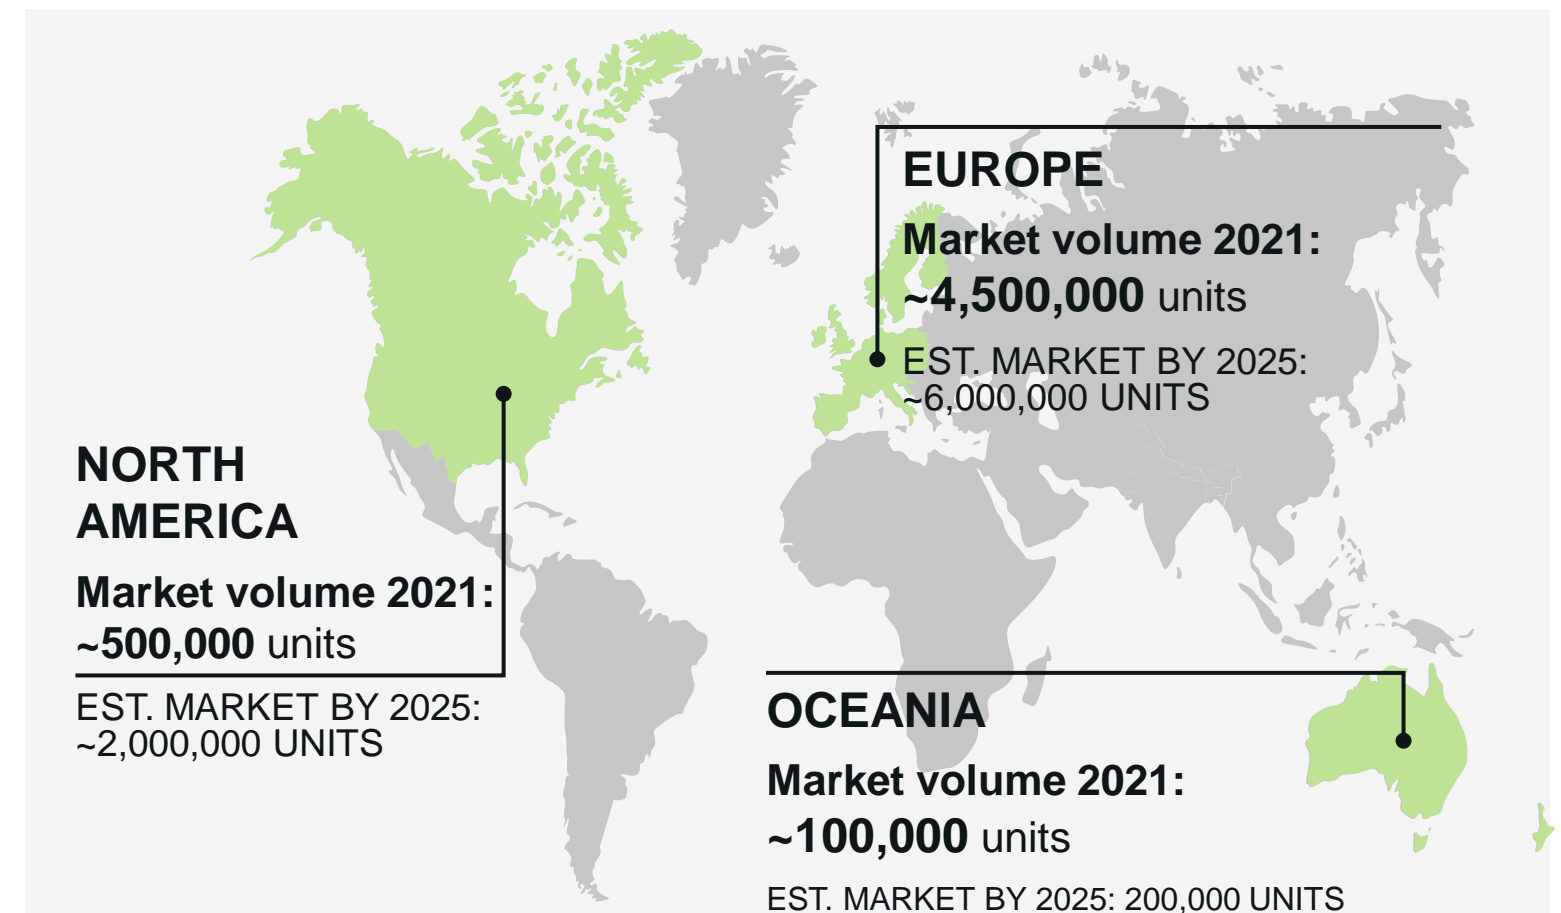 EUROPE
Market volume 2021:
~4,500,000 units
EST. MARKET BY 2025:
~6,000,000 UNITS
NORTH
AMERICA
Market volume 2021:
~500,000 units
EST. MARKET BY 2025:
~2,000,000 UNITS
OCEANIA
Market volume 2021:
~100,000 units
EST. MARKET BY 2025: 200,000 UNITS